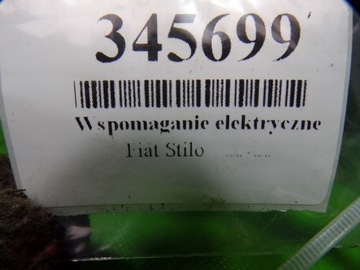 345699
Wspomaganie elektryczne
Fiat Stilo